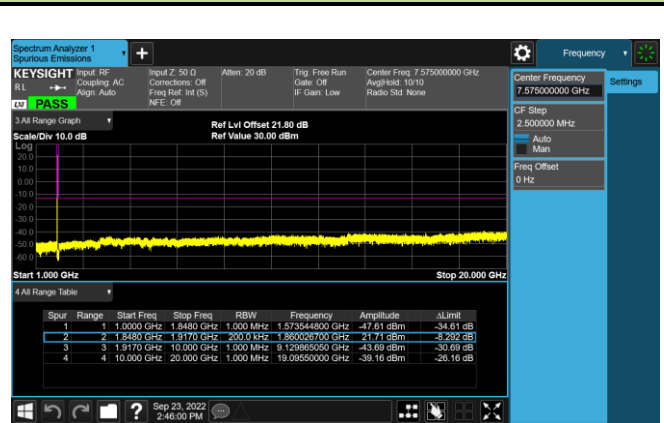 Spectrum Analyzer 1
Spurious Emissions
Frequency
KEYSIGHT
RL
PASS
Input: RF
Coupling: AC
Align: Auto
Input Z: 50 Ω
Corrections: Off
Freq Ref: Int (S)
NFE: Off
Atten: 20 dB
Trig: Free Run
Gate: Off
IF Gain: Low
Center Freq: 7.575000000 GHz
Avg|Hold: 10/10
Radio Std: None
Center Frequency
7.575000000 GHz
Settings
CF Step
2.500000 MHz
Auto
Man
Freq Offset
0 Hz
3 All Range Graph
Scale/Div 10.0 dB
Ref Lvl Offset 21.80 dB
Ref Value 30.00 dBm
Log
20.0
10.0
0.00
-10.0
-20.0
-30.0
-40.0
-50.0
-60.0
Start 1.000 GHz
Stop 20.000 GHz
4 All Range Table
Spur Range Start Freq Stop Freq RBW Frequency Amplitude ΔLimit
1 1 1.0000 GHz 1.8480 GHz 1.000 MHz 1.573544800 GHz -47.61 dBm -34.61 dB
2 2 1.8480 GHz 1.9170 GHz 200.0 kHz 1.860026700 GHz 21.71 dBm -8.292 dB
3 3 1.9170 GHz 10.000 GHz 1.000 MHz 9.129865050 GHz -43.69 dBm -30.69 dB
4 4 10.000 GHz 20.000 GHz 1.000 MHz 19.09550000 GHz -39.16 dBm -26.16 dB
Sep 23, 2022
2:46:00 PM